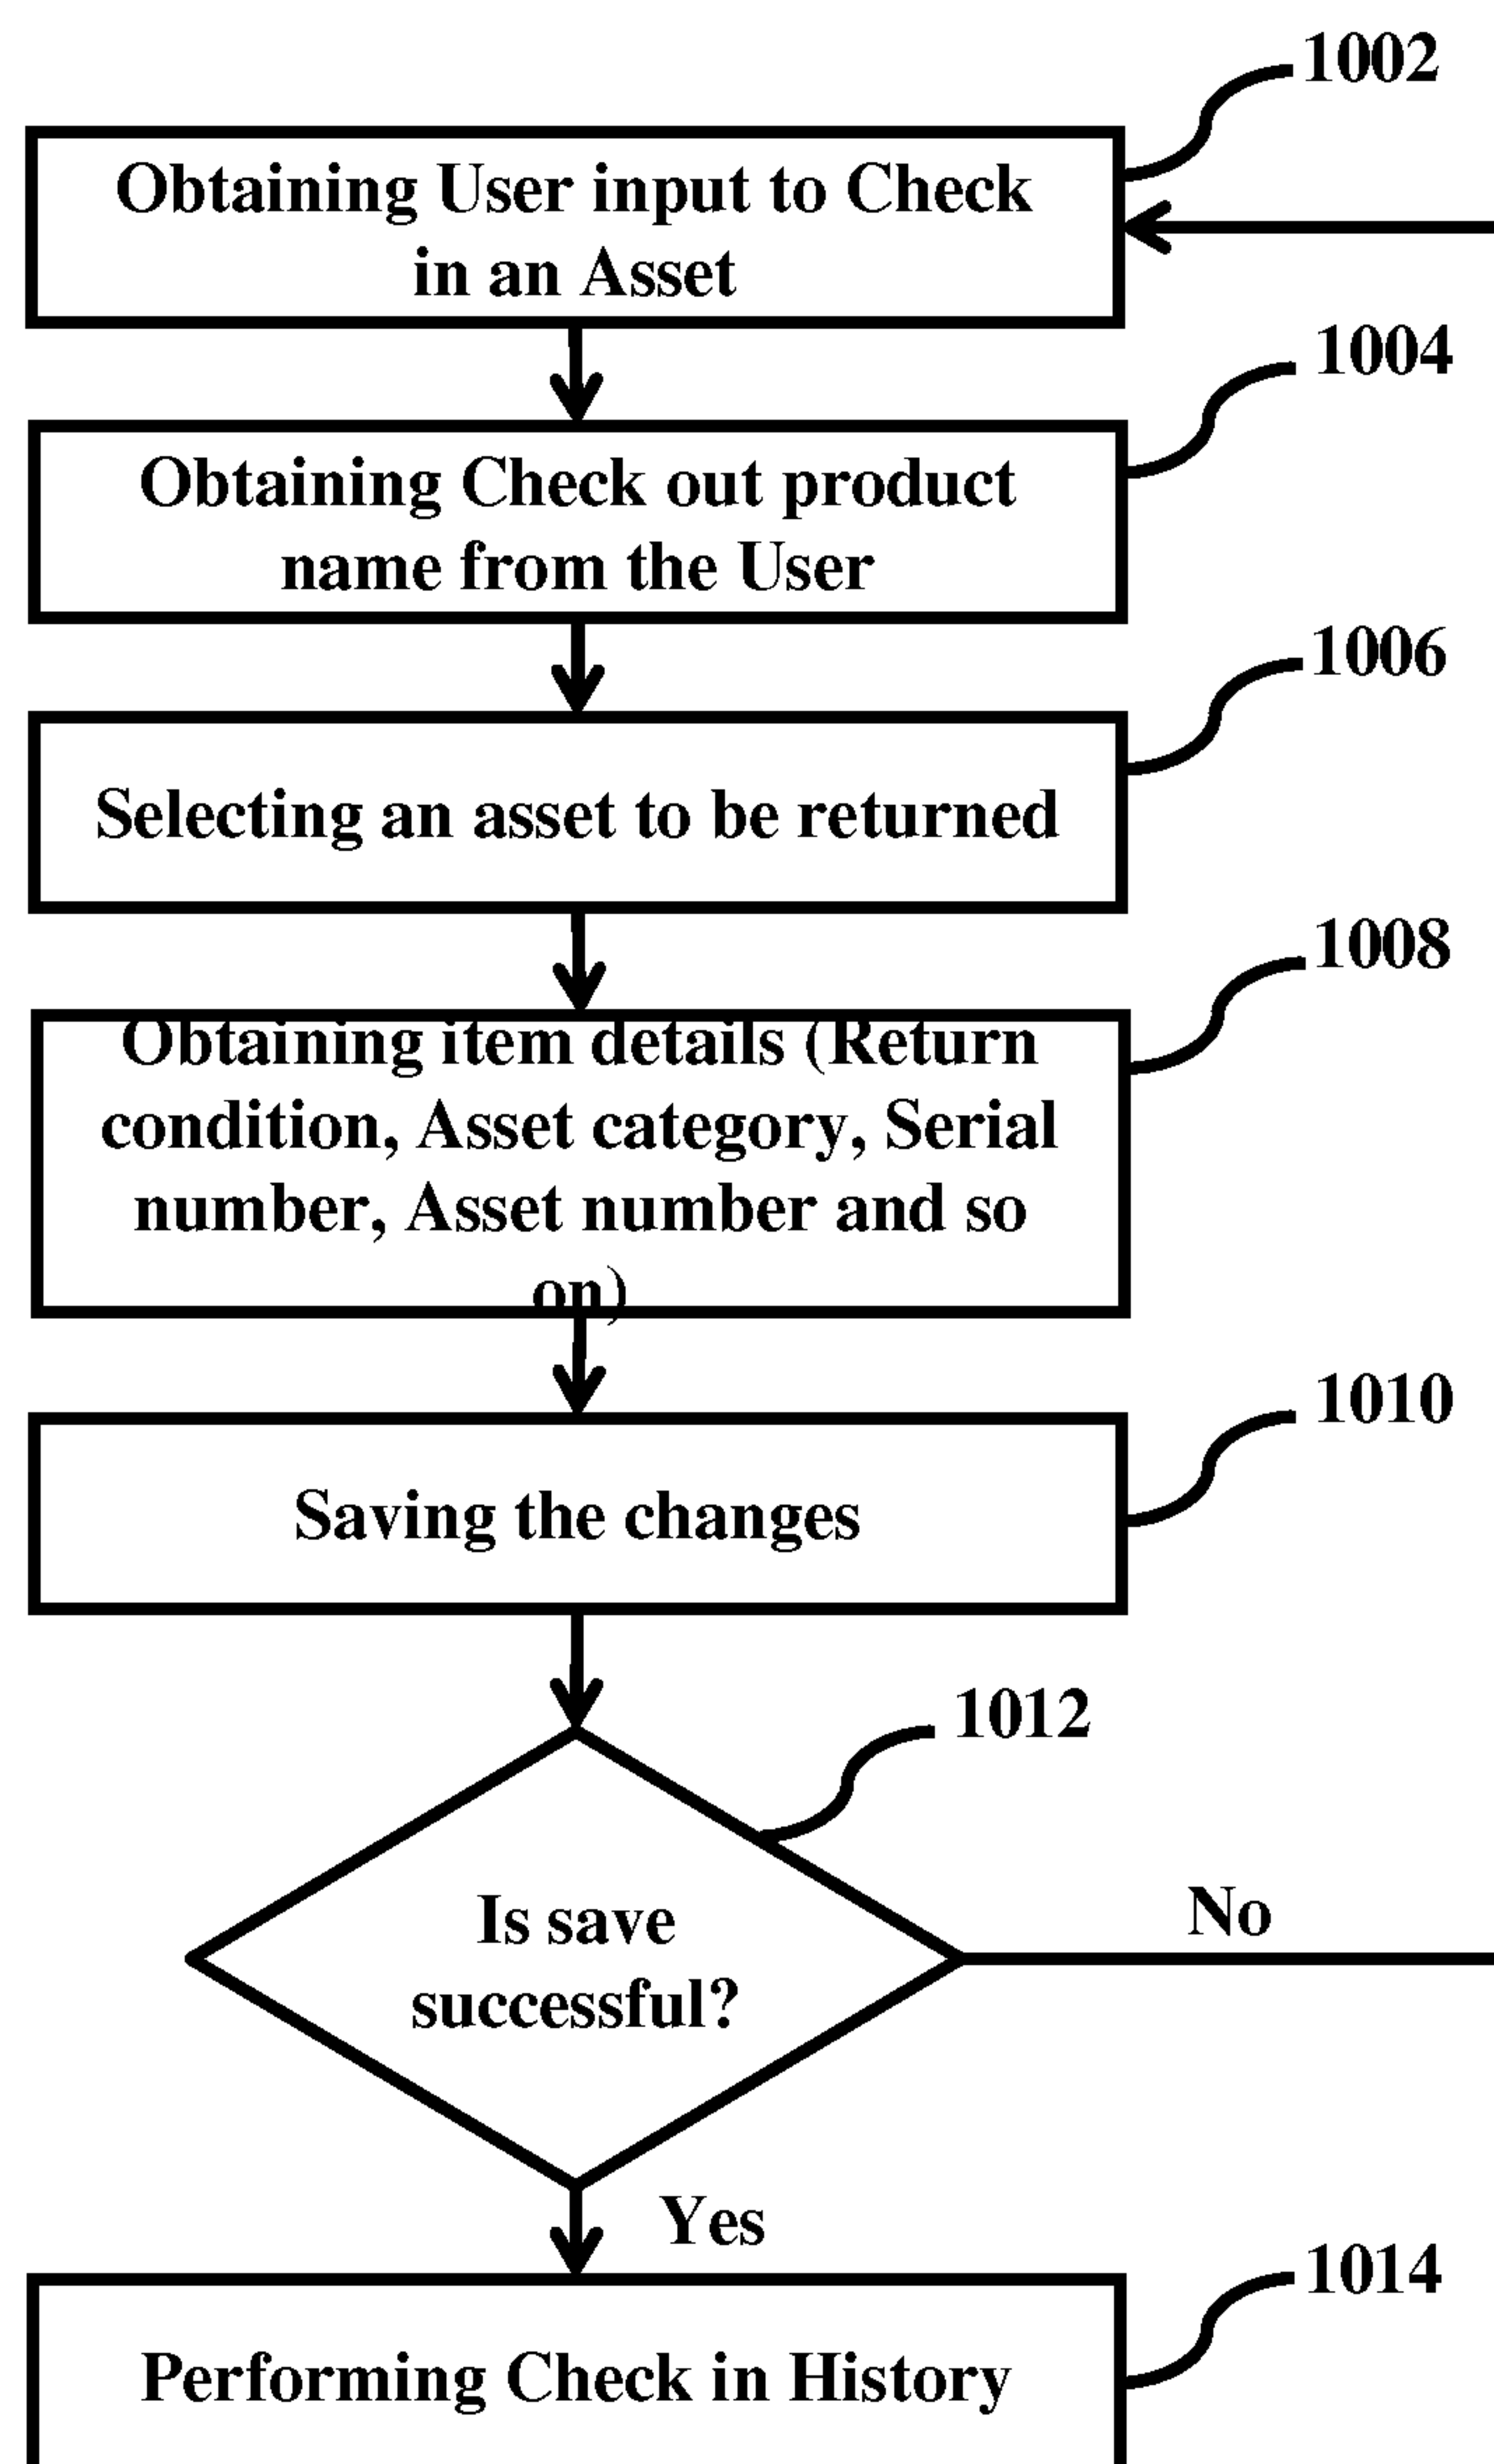 1002
Obtaining User input to Check
in an Asset
1004
Obtaining Check out product
name from the User
1006
Selecting an asset to be returned
1008
Obtaining item details (Return
condition, Asset category, Serial
number, Asset number and so
on)
1010
Saving the changes
1012
Is save
successful?
No
Yes
1014
Performing Check in History